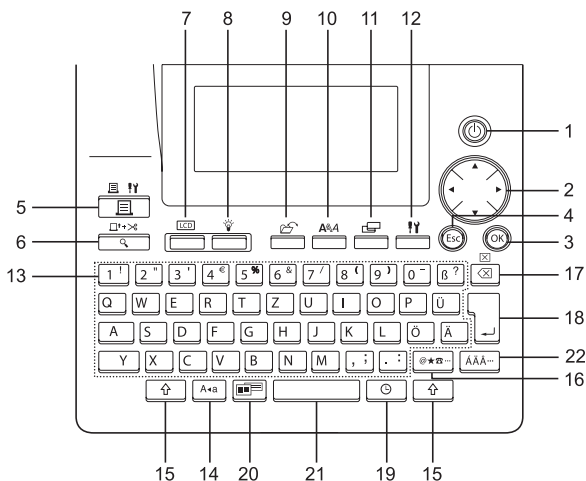 7 8 9 10 11 12
1
2
4
3
5
6
LCD
AAA
Esc
OK
13
1 ! 2 " 3 ' 4 € 5 % 6 & 7 / 8 ( 9 ) 0 = ß ?
17
Q W E R T Z U I O P Ü
18
A S D F G H J K L Ö Ä
Y X C V B N M , ; . : @★☎··· ÁÄÂ···
22
16
A◂a
15 14 20 21 19 15